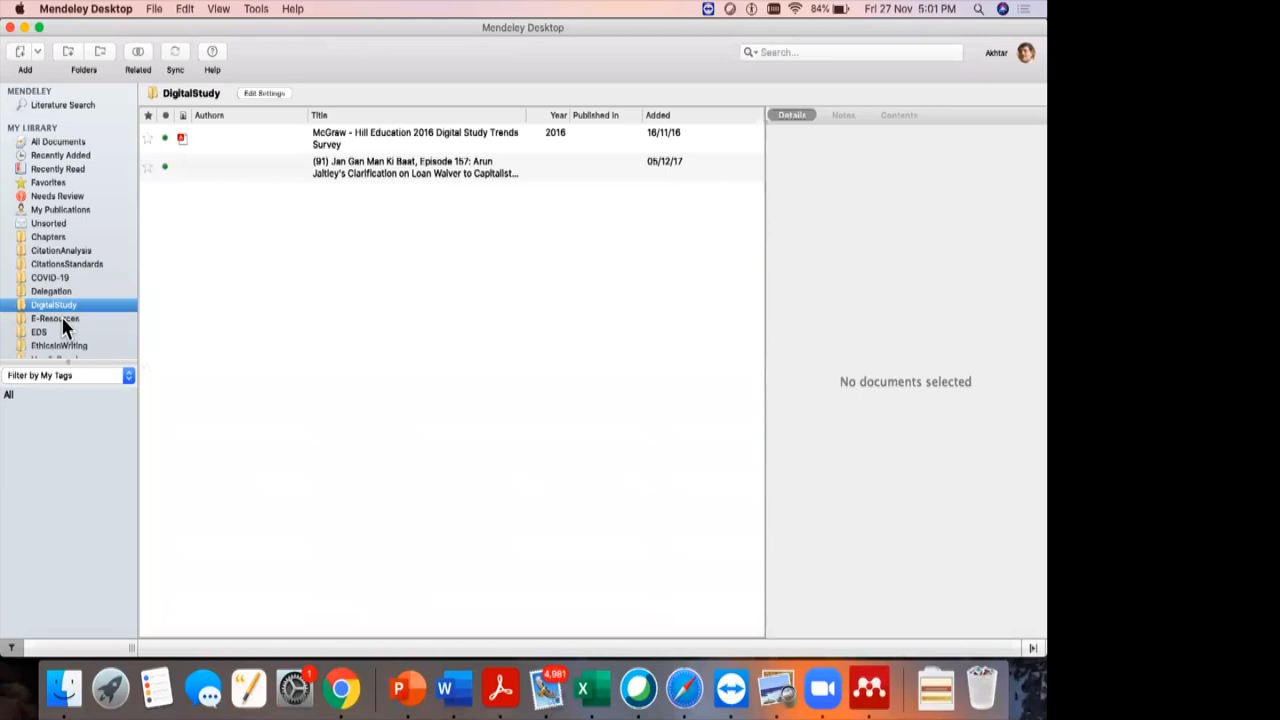 Mendeley Desktop File Edit View Tools Help 84% Fri 27 Nov 5:01 PM
Mendeley Desktop
Search...
Akhtar
Add Folders Related Sync Help
MENDELEY
Literature Search
MY LIBRARY
All Documents
Recently Added
Recently Read
Favorites
Needs Review
My Publications
Unsorted
Chapters
CitationAnalysis
CitationsStandards
COVID-19
Delegation
DigitalStudy
E-Resources
EDS
EthicsInWriting
Filter by My Tags
All
DigitalStudy Edit Settings
Authors Title Year Published In Added
McGraw - Hill Education 2016 Digital Study Trends 2016 16/11/16
Survey
(91) Jan Gan Man Ki Baat, Episode 157: Arun 05/12/17
Jaitley's Clarification on Loan Waiver to Capitalist...
Details Notes Contents
No documents selected
1
4,981
P W X